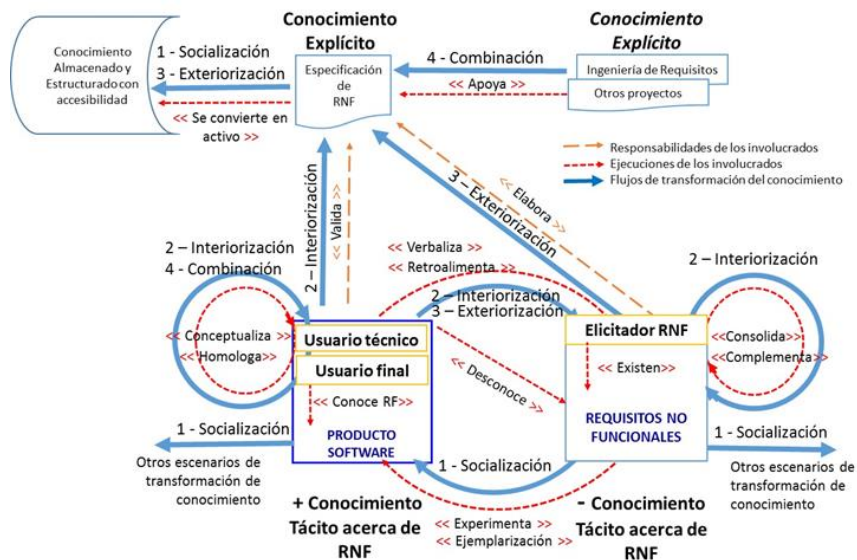 Conocimiento
Explícito
Conocimiento
Explícito
Conocimiento
Almacenado y
Estructurado con
accesibilidad
1 - Socialización
3 - Exteriorización
<< Se convierte en
activo >>
Especificación
de
RNF
4 - Combinación
<< Apoya >>
Ingeniería de Requisitos
Otros proyectos
Responsabilidades de los involucrados
Ejecuciones de los involucrados
Flujos de transformación del conocimiento
2 – Interiorización
<< Valida >>
3 – Exteriorización
<< Elabora >>
2 – Interiorización
4 - Combinación
<< Verbaliza >>
<< Retroalimenta >>
2 – Interiorización
2 – Interiorización
3 – Exteriorización
<< Conceptualiza >>
<< Homologa >>
Usuario técnico
Usuario final
<< Conoce RF>>
PRODUCTO
SOFTWARE
<< Desconoce >>
Elicitador RNF
<< Existen >>
REQUISITOS NO
FUNCIONALES
<<Consolida >>
<<Complementa>>
1 - Socialización
Otros escenarios de
transformación de
conocimiento
1 - Socialización
1 - Socialización
Otros escenarios de
transformación de
conocimiento
+ Conocimiento
Tácito acerca de
RNF
<< Experimenta >>
<< Ejemplarización >>
- Conocimiento
Tácito acerca de
RNF